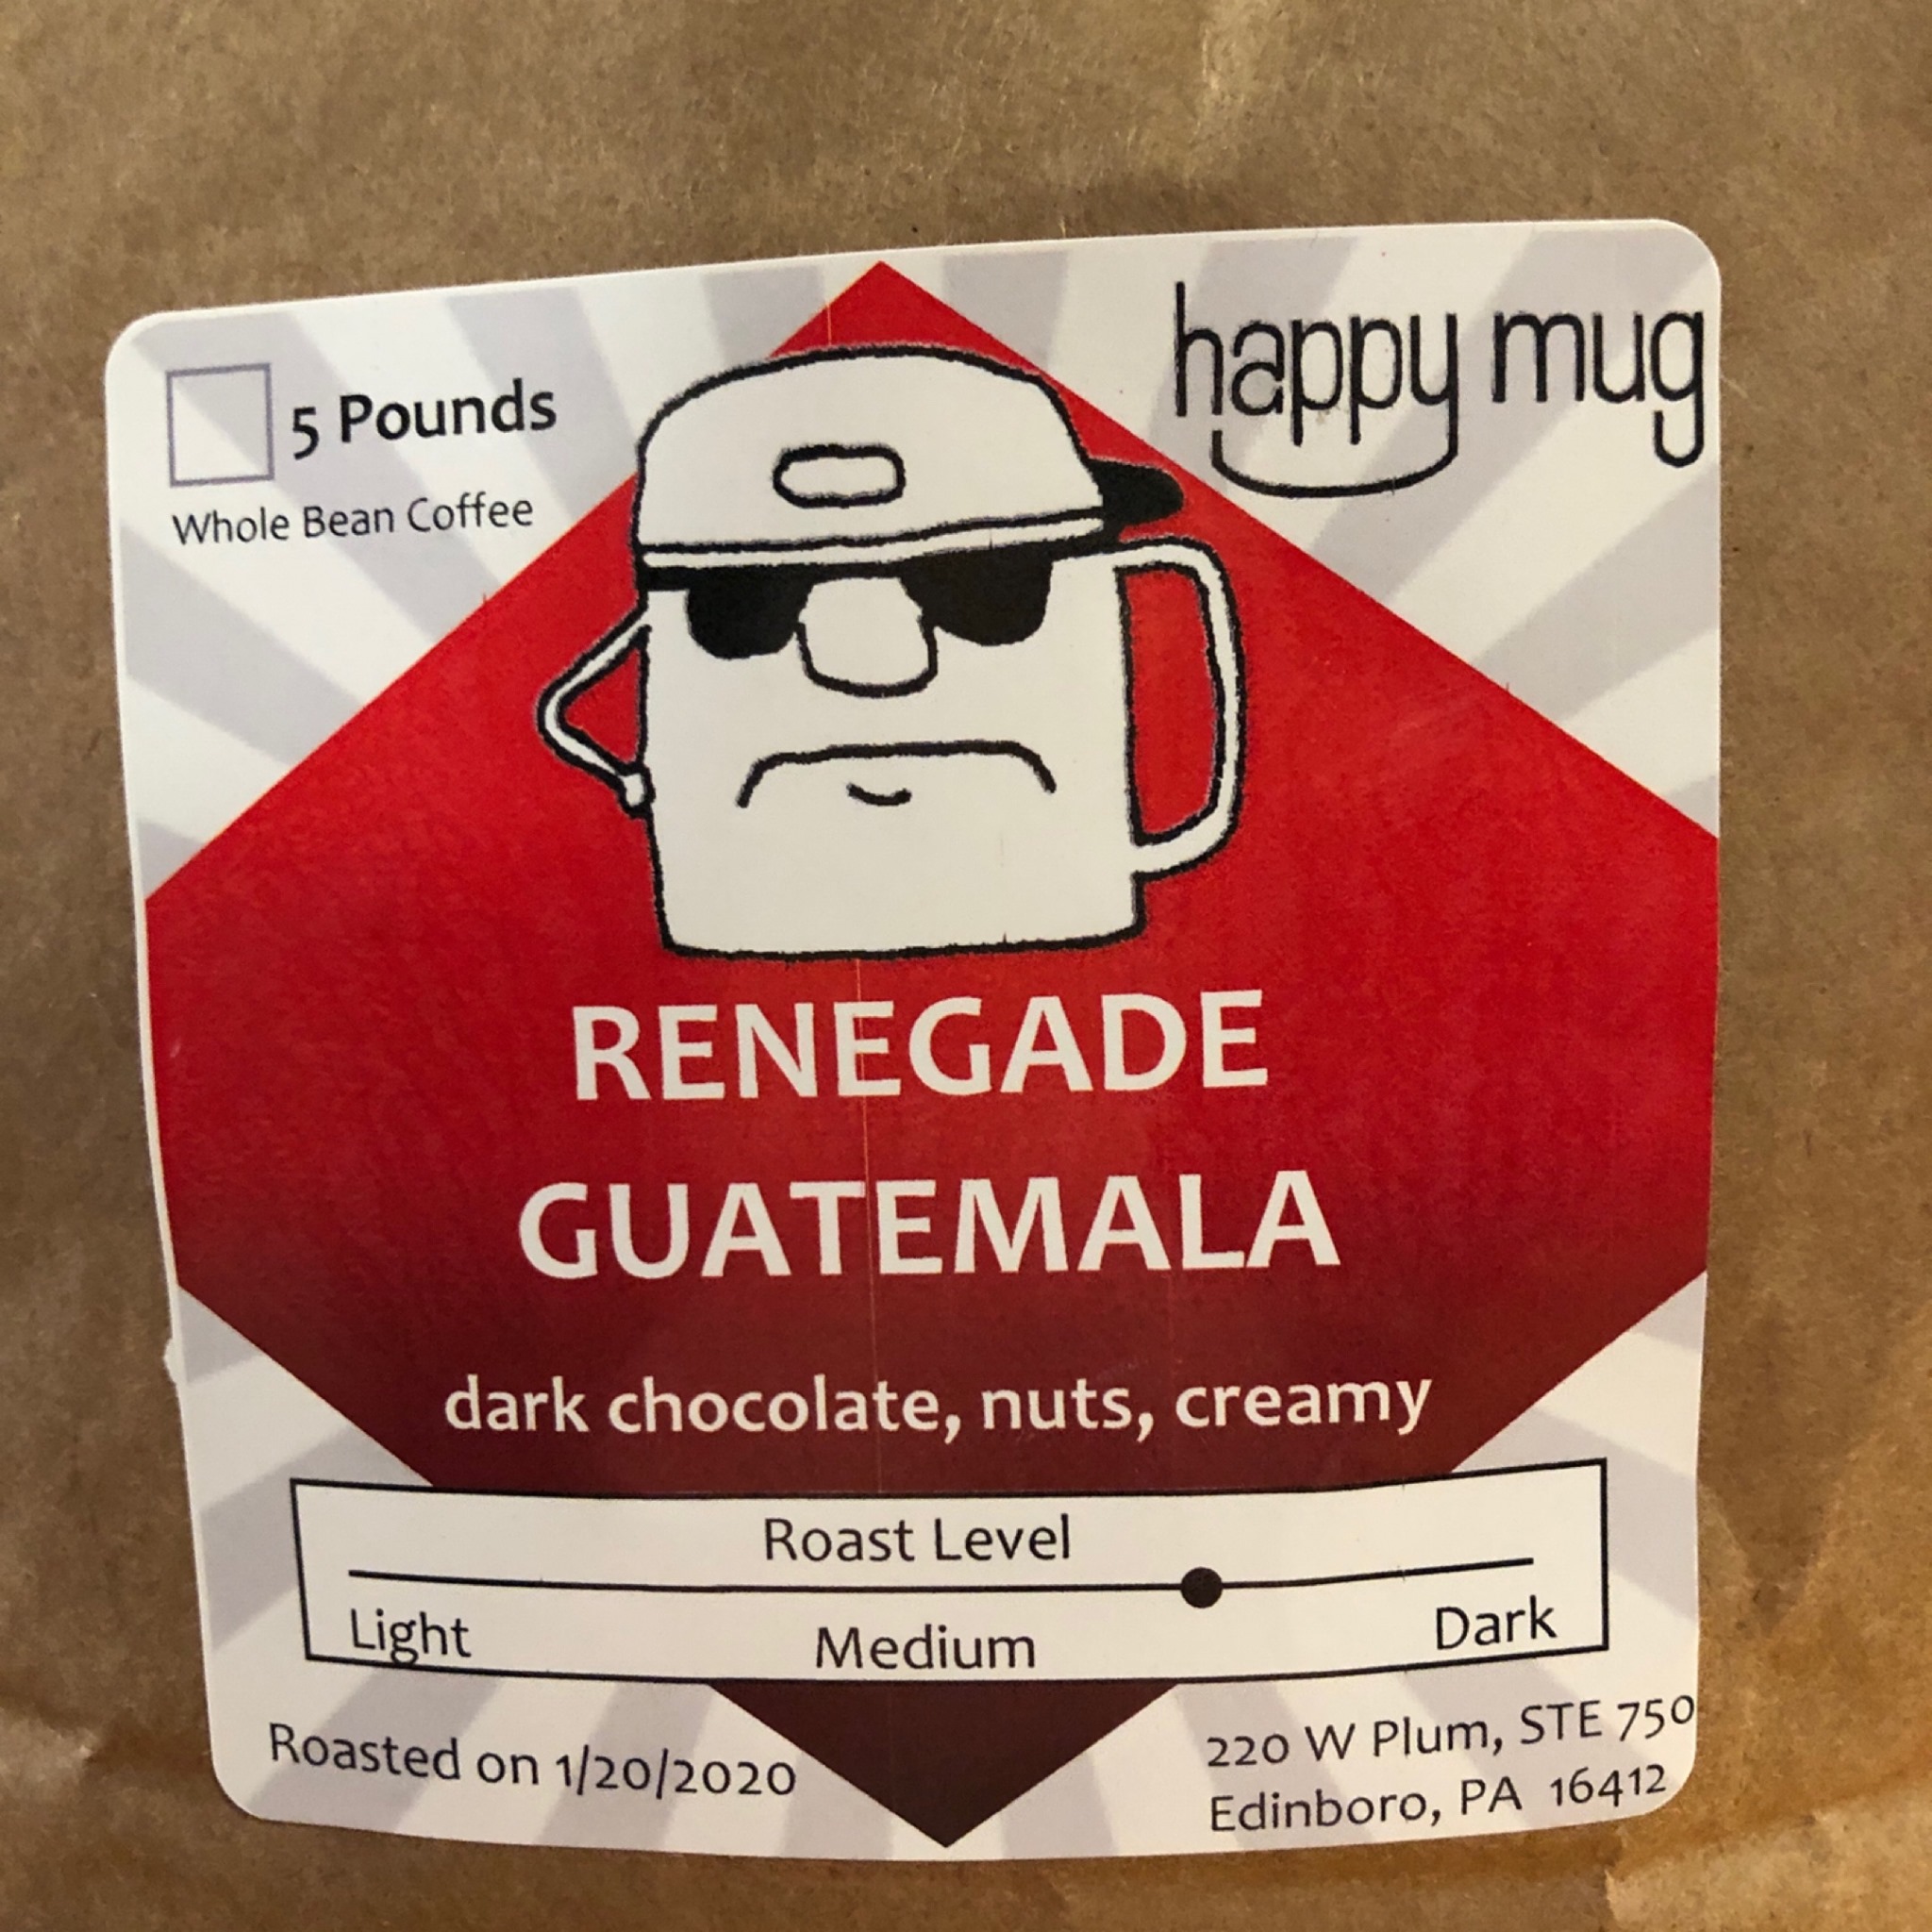 5 Pounds
Whole Bean Coffee
happy mug
RENEGADE
GUATEMALA
dark chocolate, nuts, creamy
Roast Level
Light Medium Dark
Roasted on 1/20/2020
220 W Plum, STE 750
Edinboro, PA 16412